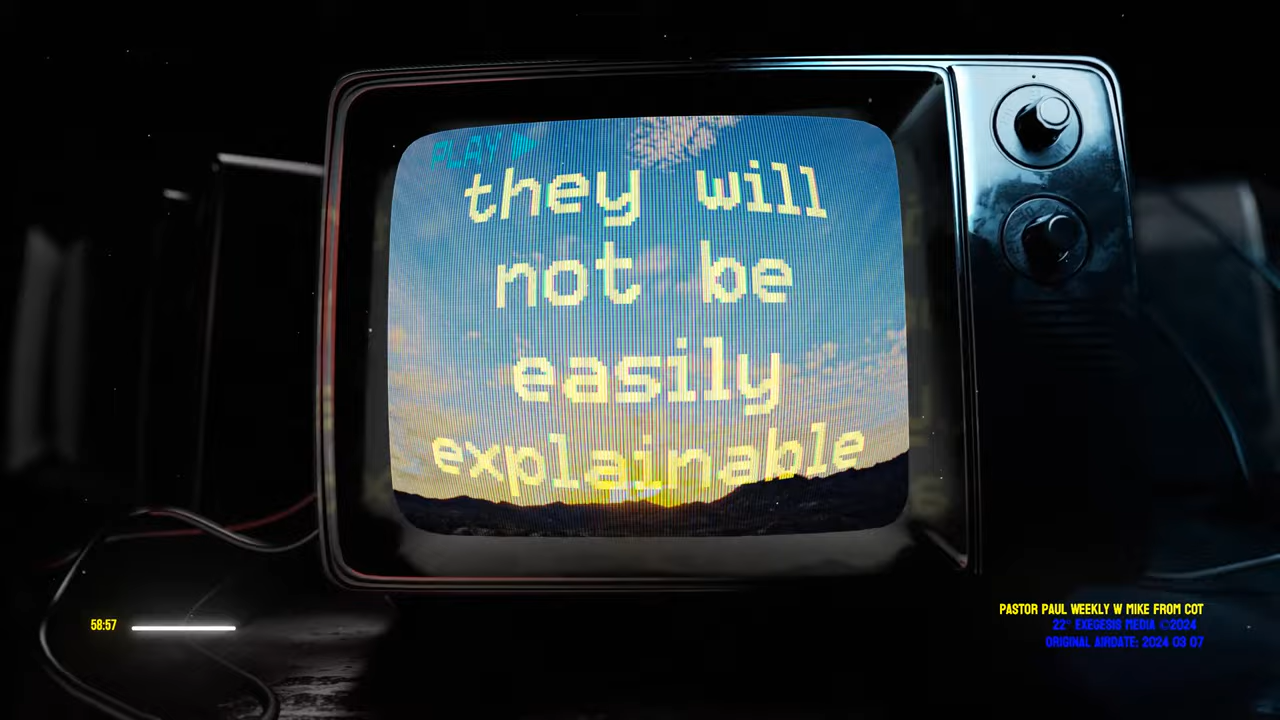 PLAY
they will
not be
easily
explainable
58:57
PASTOR PAUL WEEKLY W MIKE FROM COT
22° EXEGESIS MEDIA ©2024
ORIGINAL AIRDATE: 2024 03 07